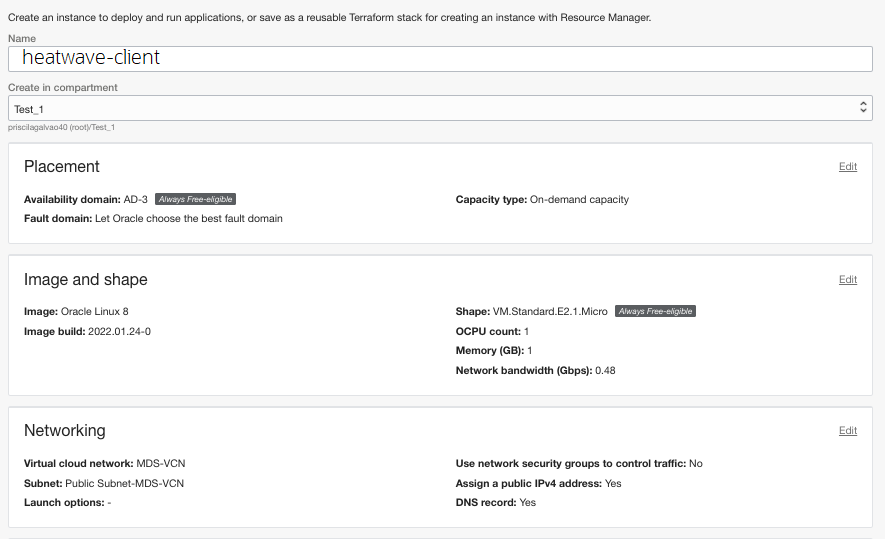 Create an instance to deploy and run applications, or save as a reusable Terraform stack for creating an instance with Resource Manager.
Name
heatwave-client
Create in compartment
Test_1
priscilagalvao40 (root)/Test_1
Placement
Edit
Availability domain: AD-3 Always Free-eligible
Capacity type: On-demand capacity
Fault domain: Let Oracle choose the best fault domain
Image and shape
Edit
Image: Oracle Linux 8
Shape: VM.Standard.E2.1.Micro Always Free-eligible
Image build: 2022.01.24-0
OCPU count: 1
Memory (GB): 1
Network bandwidth (Gbps): 0.48
Networking
Edit
Virtual cloud network: MDS-VCN
Use network security groups to control traffic: No
Subnet: Public Subnet-MDS-VCN
Assign a public IPv4 address: Yes
Launch options: -
DNS record: Yes